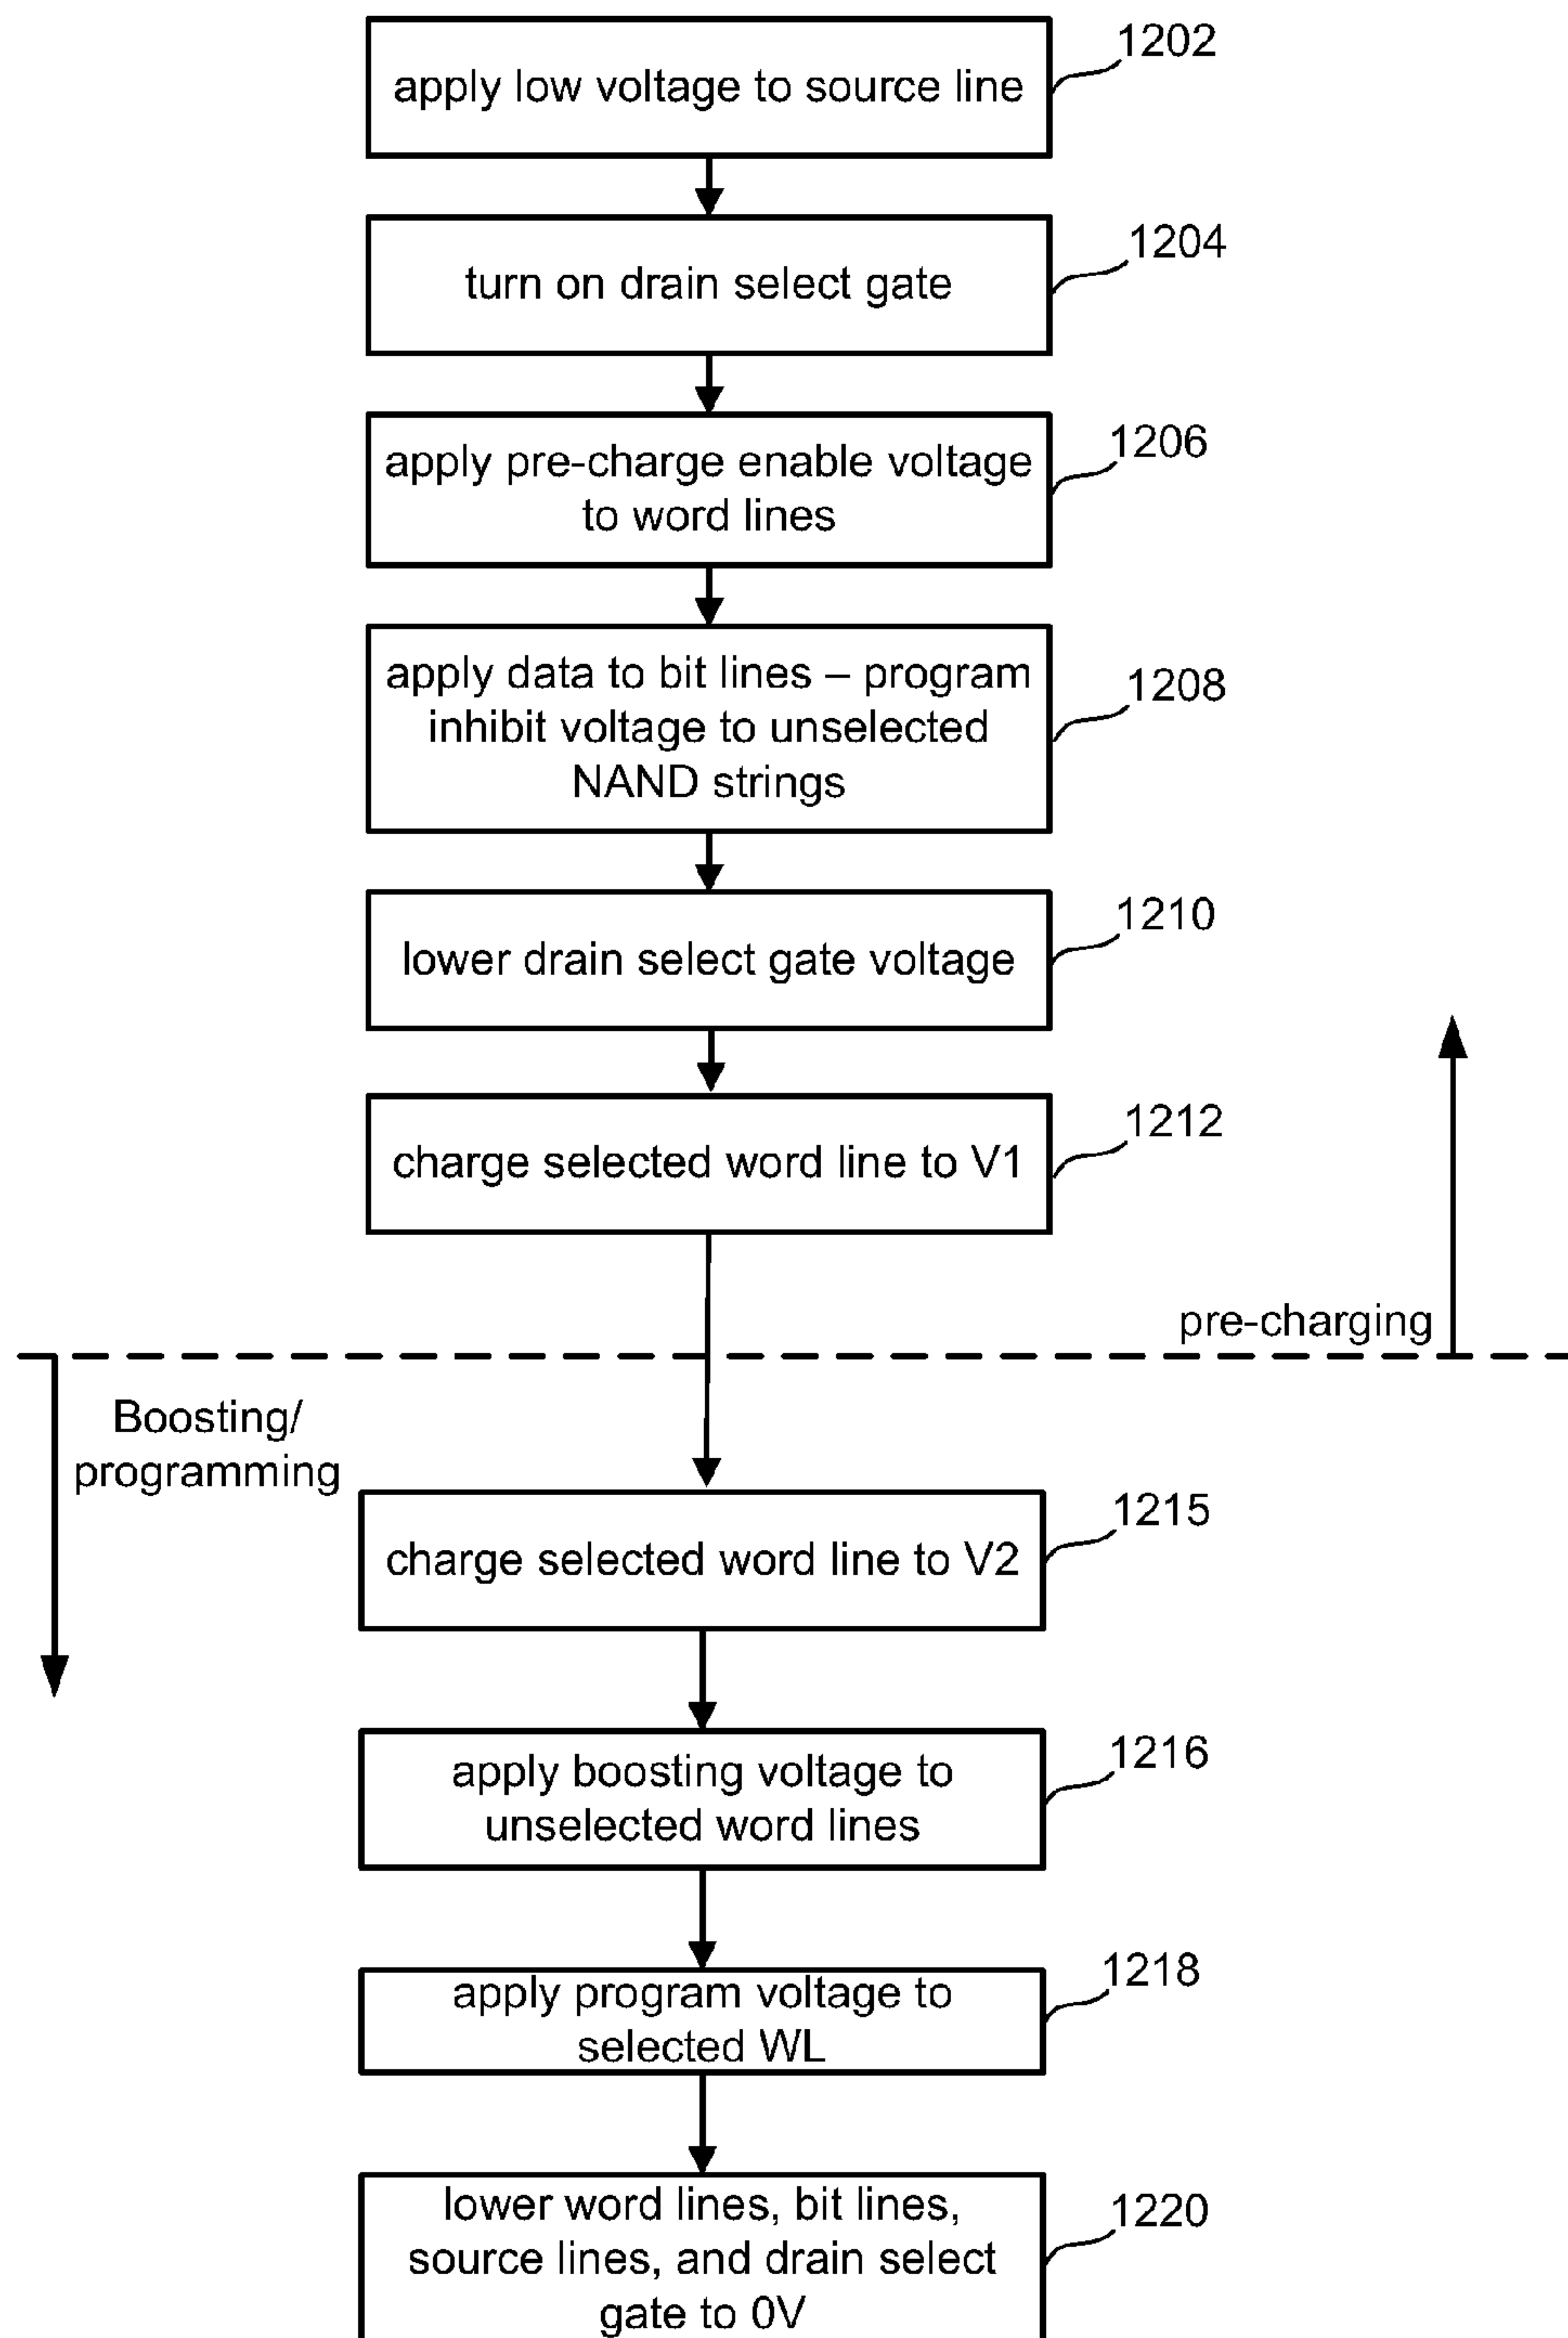 1202
apply low voltage to source line
1204
turn on drain select gate
1206
apply pre-charge enable voltage
to word lines
1208
apply data to bit lines – program
inhibit voltage to unselected
NAND strings
1210
lower drain select gate voltage
1212
charge selected word line to V1
pre-charging
Boosting/
programming
1215
charge selected word line to V2
1216
apply boosting voltage to
unselected word lines
1218
apply program voltage to
selected WL
1220
lower word lines, bit lines,
source lines, and drain select
gate to 0V